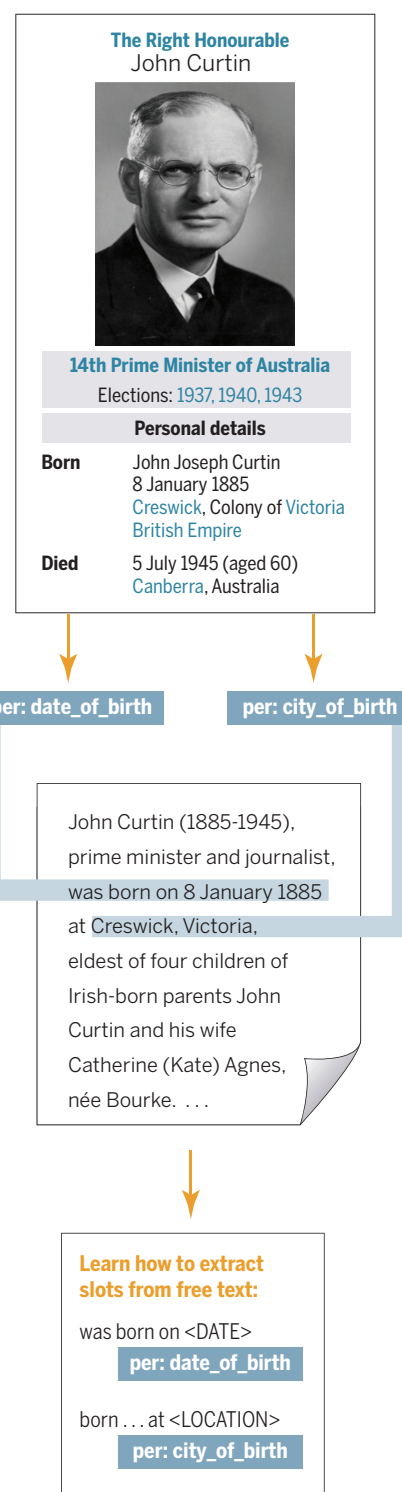 The Right Honourable
John Curtin
14th Prime Minister of Australia
Elections: 1937, 1940, 1943
Personal details
Born John Joseph Curtin
8 January 1885
Creswick, Colony of Victoria
British Empire
Died 5 July 1945 (aged 60)
Canberra, Australia
per: date_of_birth
per: city_of_birth
John Curtin (1885-1945),
prime minister and journalist,
was born on 8 January 1885
at Creswick, Victoria,
eldest of four children of
Irish-born parents John
Curtin and his wife
Catherine (Kate) Agnes,
née Bourke. ...
Learn how to extract
slots from free text:
was born on <DATE>
per: date_of_birth
born ... at <LOCATION>
per: city_of_birth